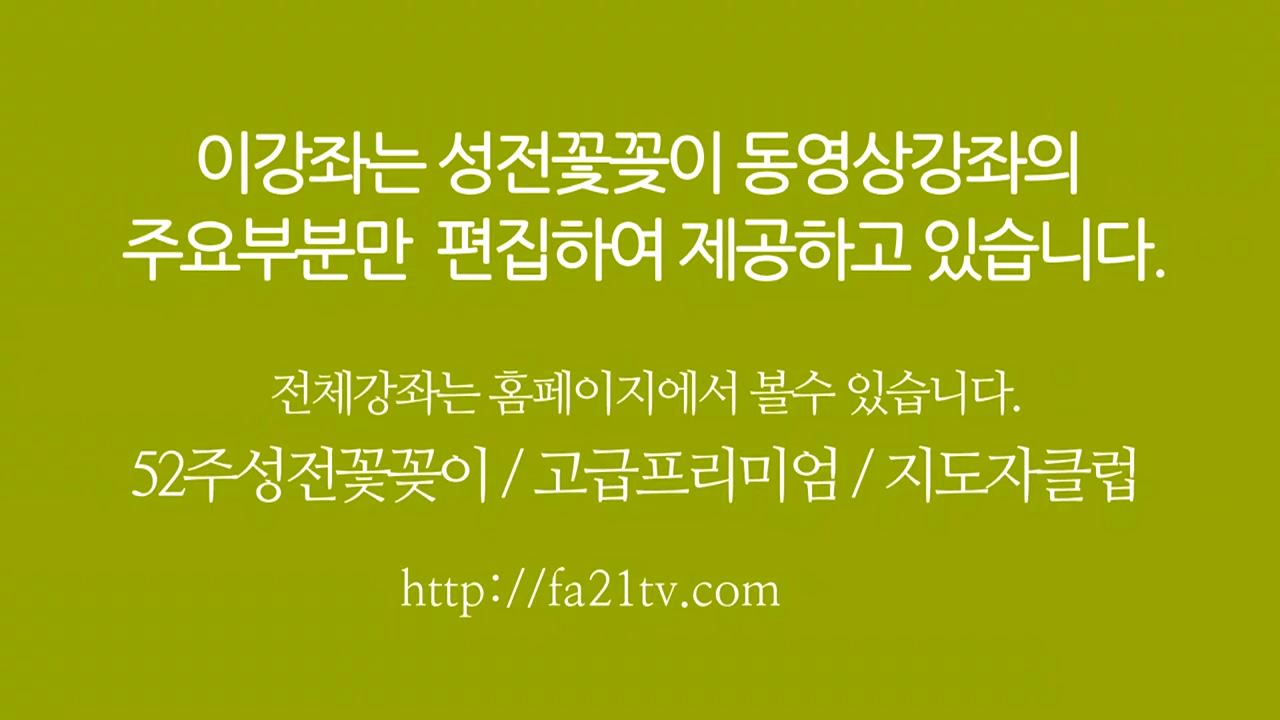 이강좌는 성전꽃꽂이 동영상강좌의
주요부분만 편집하여 제공하고 있습니다.
전체강좌는 홈페이지에서 볼수 있습니다.
52주성전꽃꽂이 / 고급프리미엄 / 지도자클럽
http://fa21tv.com